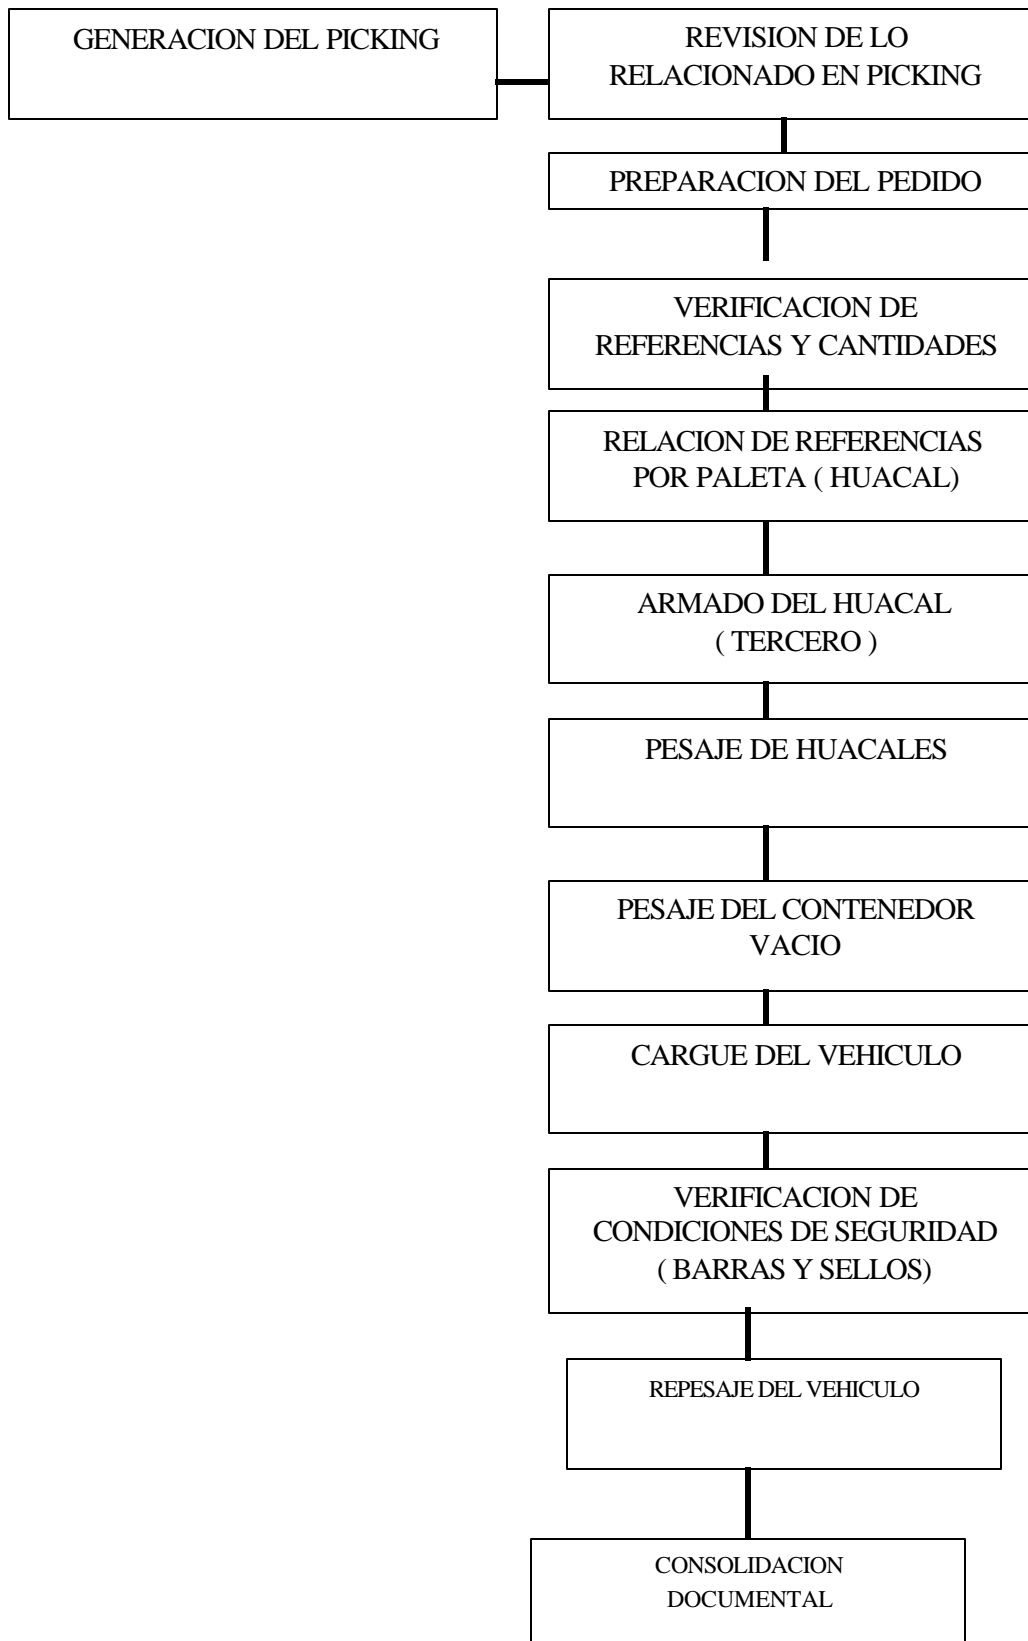 GENERACION DEL PICKING
REVISION DE LO
RELACIONADO EN PICKING
PREPARACION DEL PEDIDO
VERIFICACION DE
REFERENCIAS Y CANTIDADES
RELACION DE REFERENCIAS
POR PALETA ( HUACAL)
ARMADO DEL HUACAL
( TERCERO )
PESAJE DE HUACALES
PESAJE DEL CONTENEDOR
VACIO
CARGUE DEL VEHICULO
VERIFICACION DE
CONDICIONES DE SEGURIDAD
( BARRAS Y SELLOS)
REPESAJE DEL VEHICULO
CONSOLIDACION
DOCUMENTAL